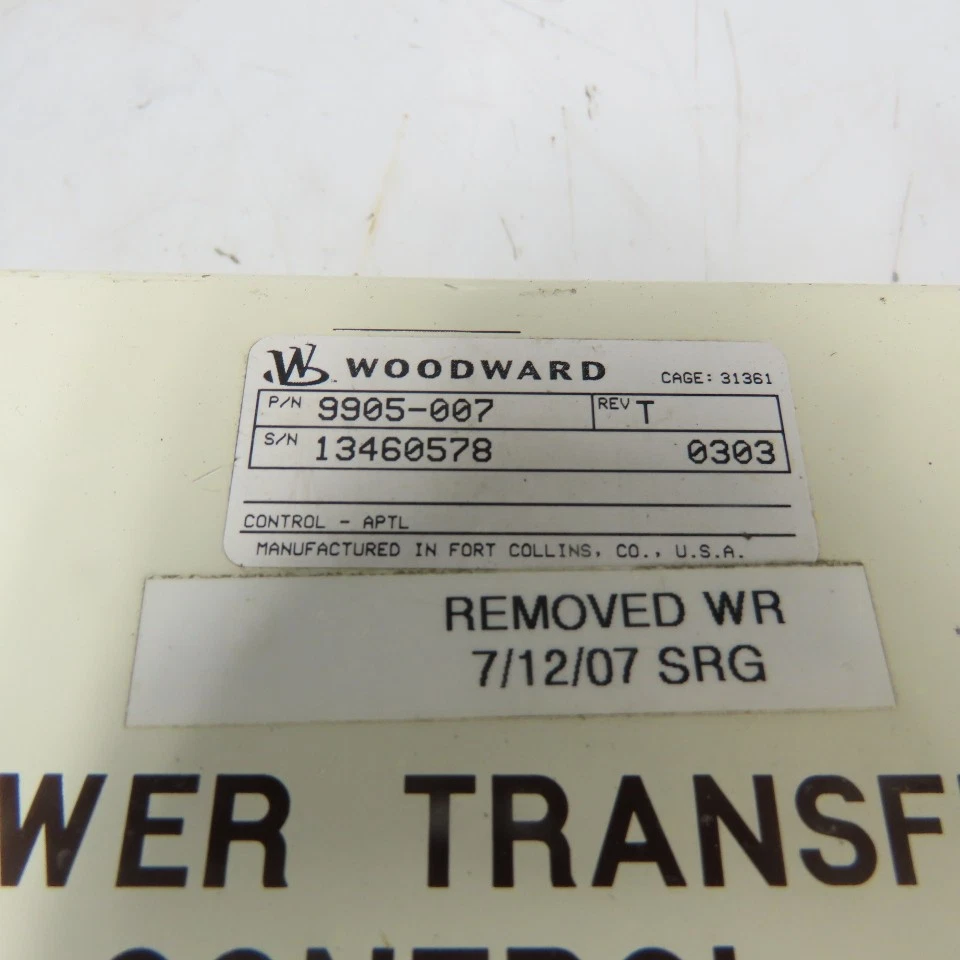 WOODWARD CAGE: 31361
P/N 9905-007 REV T
S/N 13460578 0303
CONTROL - APTL
MANUFACTURED IN FORT COLLINS, CO., U.S.A.
REMOVED WR
7/12/07 SRG
WER TRANSF
CONTROL